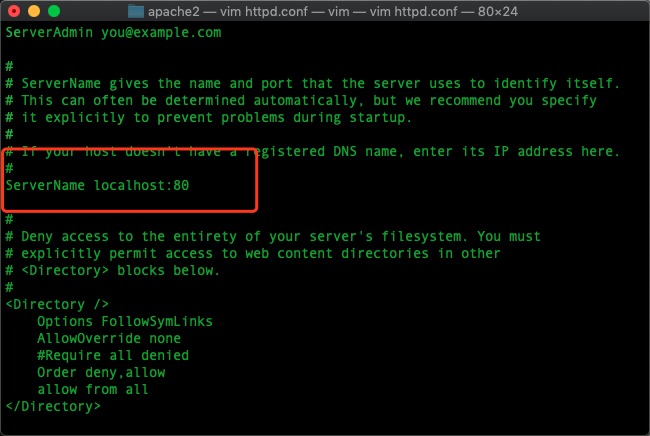 apache2 — vim httpd.conf — vim — vim httpd.conf — 80×24
ServerAdmin you@example.com
#
# ServerName gives the name and port that the server uses to identify itself.
# This can often be determined automatically, but we recommend you specify
# it explicitly to prevent problems during startup.
#
# If your host doesn't have a registered DNS name, enter its IP address here.
#
ServerName localhost:80
#
# Deny access to the entirety of your server's filesystem. You must
# explicitly permit access to web content directories in other
# <Directory> blocks below.
#
<Directory />
    Options FollowSymLinks
    AllowOverride none
    #Require all denied
    Order deny,allow
    allow from all
</Directory>